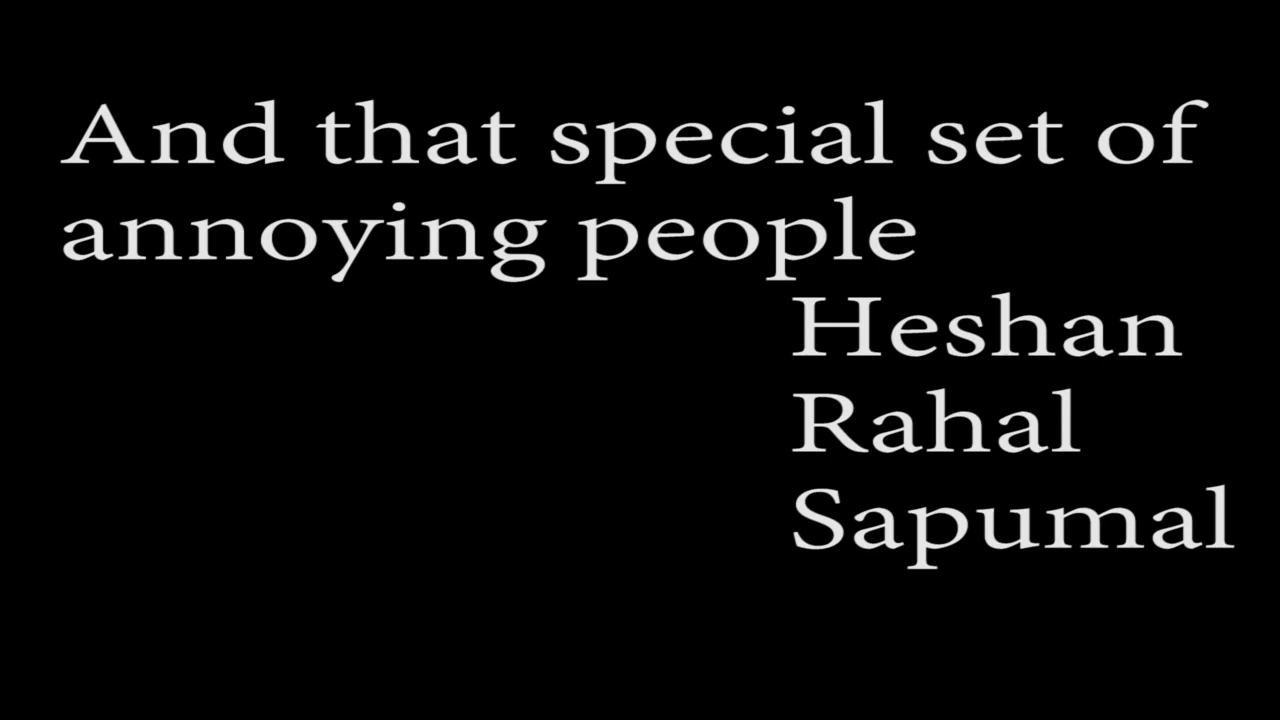 And that special set of
annoying people
Heshan
Rahal
Sapumal